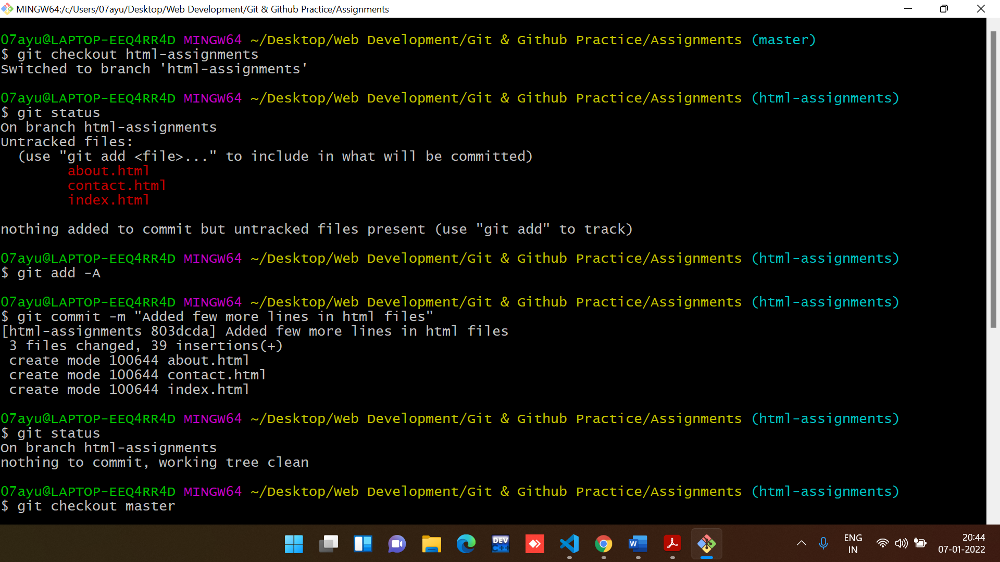 MINGW64:/c/Users/07ayu/Desktop/Web Development/Git & Github Practice/Assignments
07ayu@LAPTOP-EEQ4RR4D MINGW64 ~/Desktop/Web Development/Git & Github Practice/Assignments (master)
$ git checkout html-assignments
Switched to branch 'html-assignments'
07ayu@LAPTOP-EEQ4RR4D MINGW64 ~/Desktop/Web Development/Git & Github Practice/Assignments (html-assignments)
$ git status
On branch html-assignments
Untracked files:
  (use "git add <file>..." to include in what will be committed)
        about.html
        contact.html
        index.html
nothing added to commit but untracked files present (use "git add" to track)
07ayu@LAPTOP-EEQ4RR4D MINGW64 ~/Desktop/Web Development/Git & Github Practice/Assignments (html-assignments)
$ git add -A
07ayu@LAPTOP-EEQ4RR4D MINGW64 ~/Desktop/Web Development/Git & Github Practice/Assignments (html-assignments)
$ git commit -m "Added few more lines in html files"
[html-assignments 803dcda] Added few more lines in html files
 3 files changed, 39 insertions(+)
 create mode 100644 about.html
 create mode 100644 contact.html
 create mode 100644 index.html
07ayu@LAPTOP-EEQ4RR4D MINGW64 ~/Desktop/Web Development/Git & Github Practice/Assignments (html-assignments)
$ git status
On branch html-assignments
nothing to commit, working tree clean
07ayu@LAPTOP-EEQ4RR4D MINGW64 ~/Desktop/Web Development/Git & Github Practice/Assignments (html-assignments)
$ git checkout master
DEV
C++
W
ENG
IN
20:44
07-01-2022